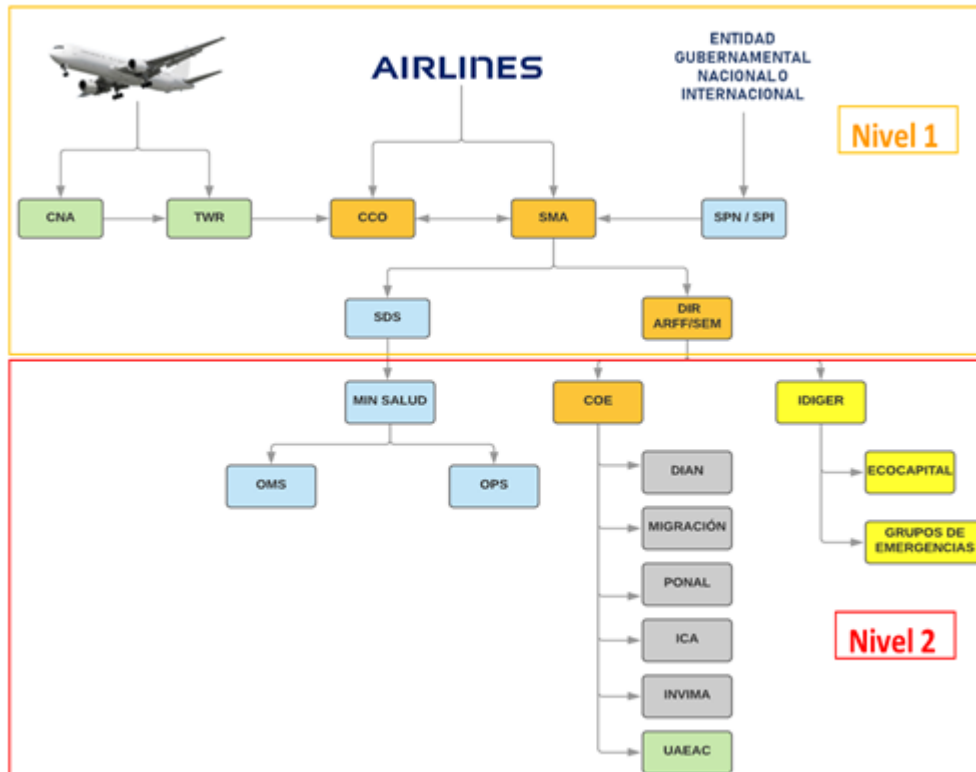 AIRLINES
ENTIDAD
GUBERNAMENTAL
NACIONAL O
INTERNACIONAL
Nivel 1
CNA
TWR
CCO
SMA
SPN / SPI
SDS
DIR
ARFF/SEM
MIN SALUD
COE
IDIGER
OMS
OPS
DIAN
ECOCAPITAL
MIGRACIÓN
GRUPOS DE
EMERGENCIAS
PONAL
ICA
Nivel 2
INVIMA
UAEAC